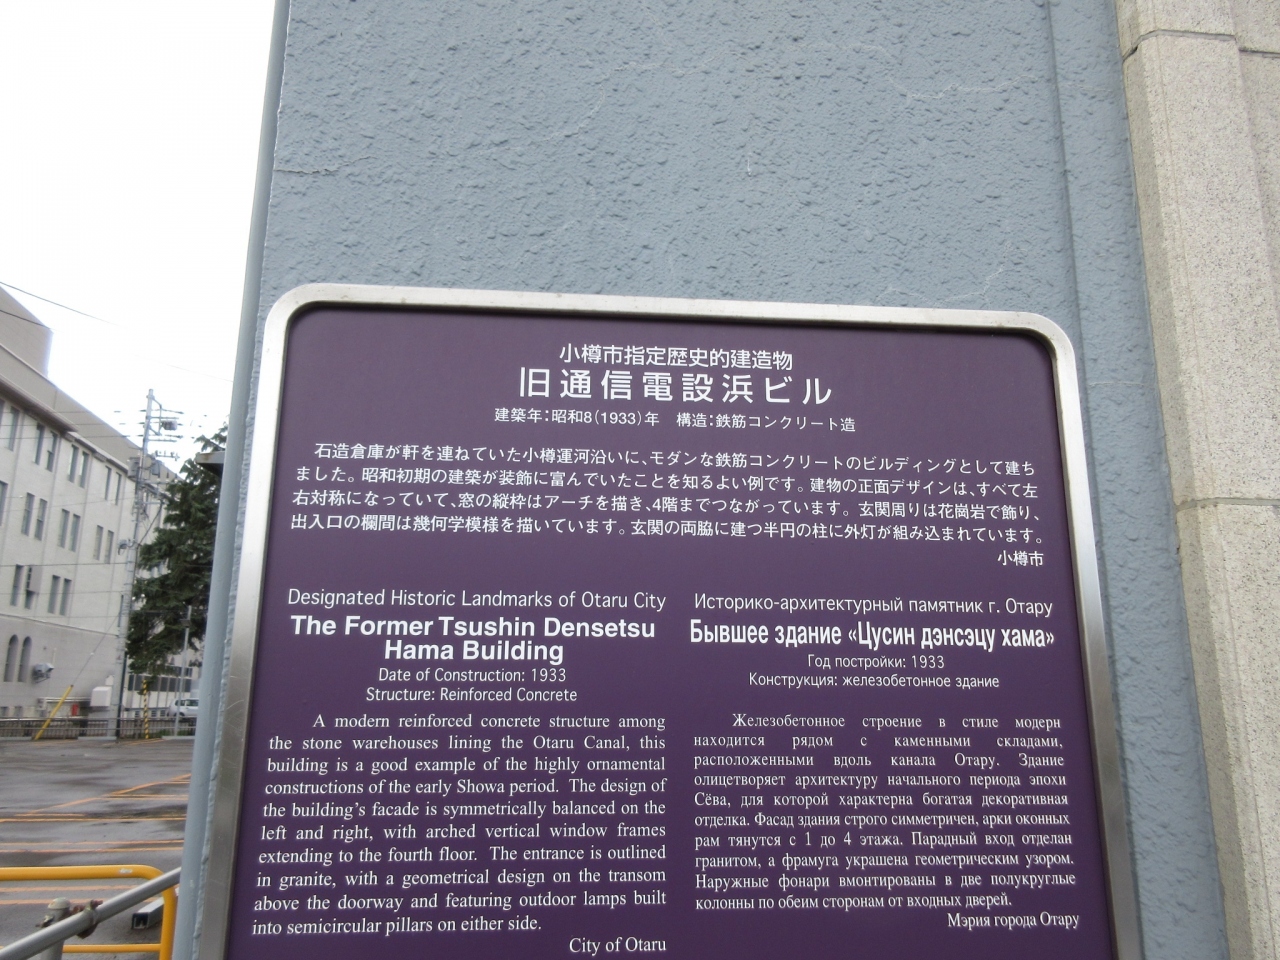 小樽市指定歴史的建造物
旧通信電設浜ビル
建築年:昭和8(1933)年　構造:鉄筋コンクリート造
石造倉庫が軒を連ねていた小樽運河沿いに、モダンな鉄筋コンクリートのビルディングとして建ち
ました。昭和初期の建築が装飾に富んでいたことを知るよい例です。建物の正面デザインは、すべて左
右対称になっていて、窓の縦枠はアーチを描き、4階までつながっています。玄関周りは花崗岩で飾り、
出入口の欄間は幾何学模様を描いています。玄関の両脇に建つ半円の柱に外灯が組み込まれています。
小樽市
Designated Historic Landmarks of Otaru City
The Former Tsushin Densetsu
Hama Building
Date of Construction: 1933
Structure: Reinforced Concrete
A modern reinforced concrete structure among
the stone warehouses lining the Otaru Canal, this
building is a good example of the highly ornamental
constructions of the early Showa period. The design of
the building's facade is symmetrically balanced on the
left and right, with arched vertical window frames
extending to the fourth floor. The entrance is outlined
in granite, with a geometrical design on the transom
above the doorway and featuring outdoor lamps built
into semicircular pillars on either side.
City of Otaru
Историко-архитектурный памятник г. Отару
Бывшее здание «Цусин дэнсэцу хама»
Год постройки: 1933
Конструкция: железобетонное здание
Железобетонное строение в стиле модерн
находится рядом с каменными складами,
расположенными вдоль канала Отару. Здание
олицетворяет архитектуру начального периода эпохи
Сёва, для которой характерна богатая декоративная
отделка. Фасад здания строго симметричен, арки оконных
рам тянутся с 1 до 4 этажа. Парадный вход отделан
гранитом, а фрамуга украшена геометрическим узором.
Наружные фонари вмонтированы в две полукруглые
колонны по обеим сторонам от входных дверей.
Мэрия города Отару